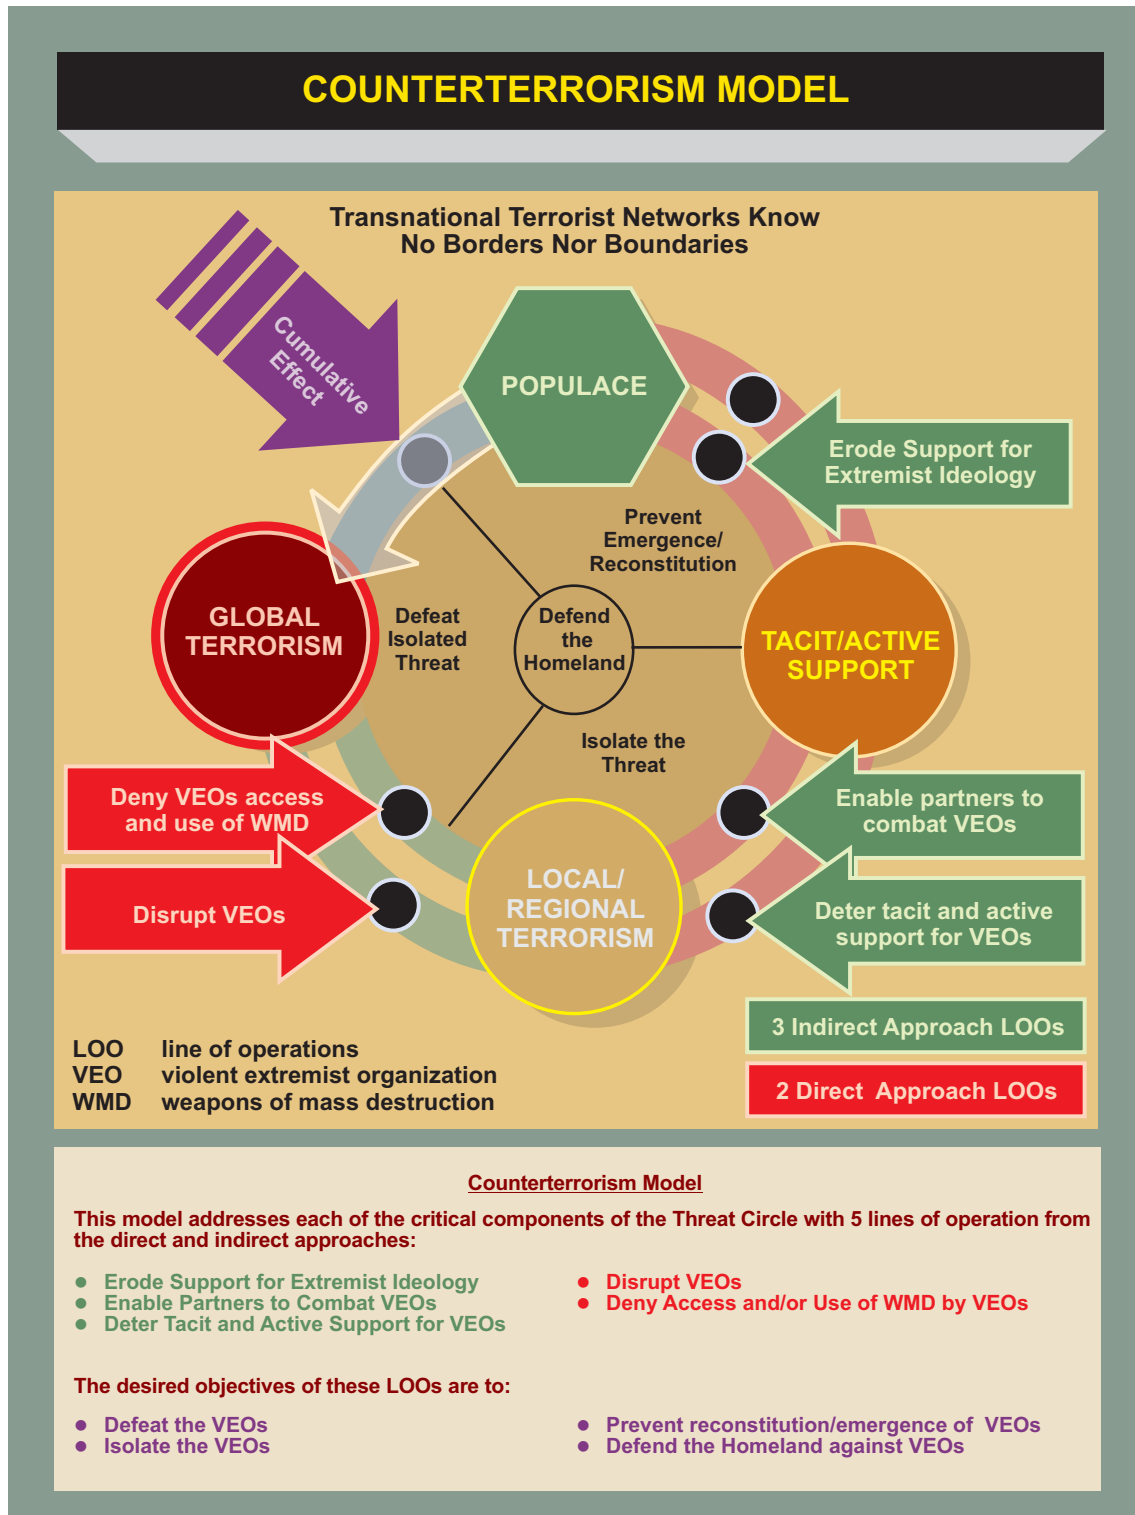 COUNTERTERRORISM MODEL
Transnational Terrorist Networks Know
No Borders Nor Boundaries
Cumulative
Effect
POPULACE
Erode Support for
Extremist Ideology
Prevent
Emergence/
Reconstitution
GLOBAL
TERRORISM
Defeat
Isolated
Threat
Defend
the
Homeland
TACIT/ACTIVE
SUPPORT
Isolate the
Threat
Deny VEOs access
and use of WMD
Enable partners to
combat VEOs
Disrupt VEOs
LOCAL/
REGIONAL
TERRORISM
Deter tacit and active
support for VEOs
3 Indirect Approach LOOs
2 Direct  Approach LOOs
LOO line of operations
VEO violent extremist organization
WMD weapons of mass destruction
Counterterrorism Model
This model addresses each of the critical components of the Threat Circle with 5 lines of operation from
the direct and indirect approaches:
● Erode Support for Extremist Ideology
● Enable Partners to Combat VEOs
● Deter Tacit and Active Support for VEOs
● Disrupt VEOs
● Deny Access and/or Use of WMD by VEOs
The desired objectives of these LOOs are to:
● Defeat the VEOs
● Isolate the VEOs
● Prevent reconstitution/emergence of  VEOs
● Defend the Homeland against VEOs